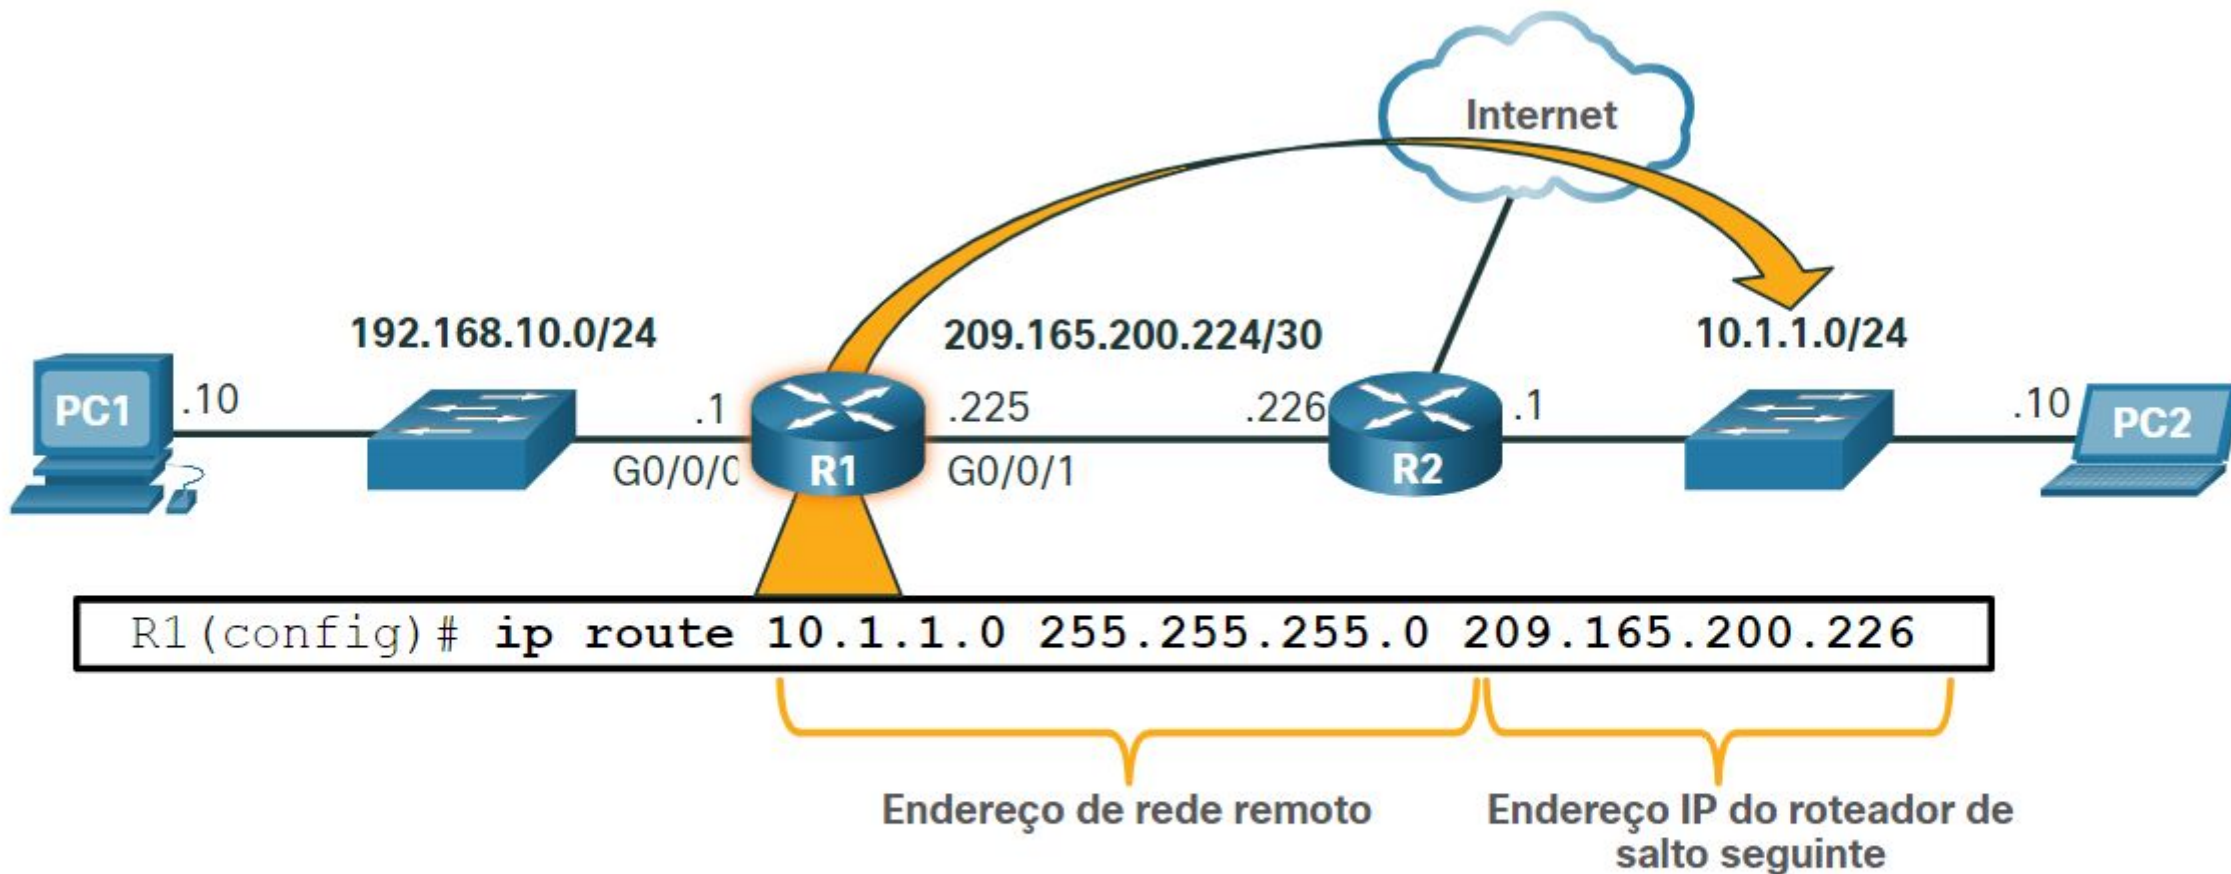 Internet
192.168.10.0/24
209.165.200.224/30
10.1.1.0/24
PC1
.10
.1
.225
.226
.1
.10
PC2
G0/0/0
R1
G0/0/1
R2
R1(config)# ip route 10.1.1.0 255.255.255.0 209.165.200.226
Endereço de rede remoto
Endereço IP do roteador de
salto seguinte